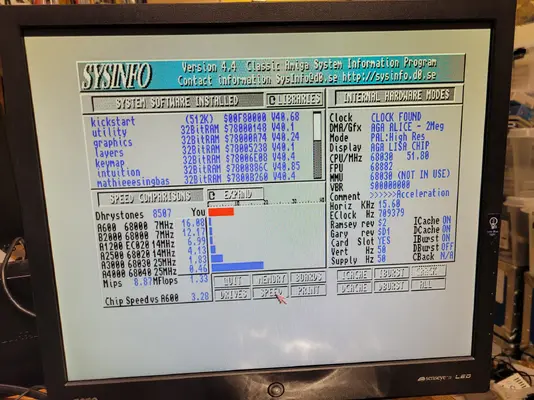 SYSINFO
Version 4.4 Classic Amiga System Information Program
Contact information SysInfo@d0.se http://sysinfo.d0.se
SYSTEM SOFTWARE INSTALLED
LIBRARIES
kickstart (512K) $00F80000 V40.68
utility 32BitRAM $78000148 V40.1
graphics 32BitRAM $78000A74 V40.24
layers 32BitRAM $78005238 V40.1
keymap 32BitRAM $78006E08 V40.4
intuition 32BitRAM $780086C0 V40.85
mathieeesingbas 32BitRAM $7800B260 V40.4
INTERNAL HARDWARE MODES
Clock CLOCK FOUND
DMA/Gfx AGA ALICE - 2Meg
Mode PAL:High Res
Display AGA LISA CHIP
CPU/MHz 68030 51.80
FPU 68882
MMU 68030 (NOT IN USE)
VBR $00000000
Comment >>>>>>Acceleration
Horiz KHz 15.60
EClock Hz 709379
Ramsey rev $2 ICache ON
Gary rev $D1 DCache ON
Card Slot YES IBurst ON
Vert Hz 50 DBurst OFF
Supply Hz 50 CBack N/A
SPEED COMPARISONS
EXPAND
Dhrystones 8507 You
A600 68000 7MHz 16.08
B2000 68000 7MHz 12.17
A1200 EC020 14MHz 6.99
A2500 68020 14MHz 4.13
A3000 68030 25MHz 1.83
A4000 68040 25MHz 0.46
Mips 8.87 MFlops 1.33
Chip Speed vs A600 3.28
QUIT MEMORY BOARDS
DRIVES SPEED PRINT
ICACHE IBURST CBACK
DCACHE DBURST ALL
LED